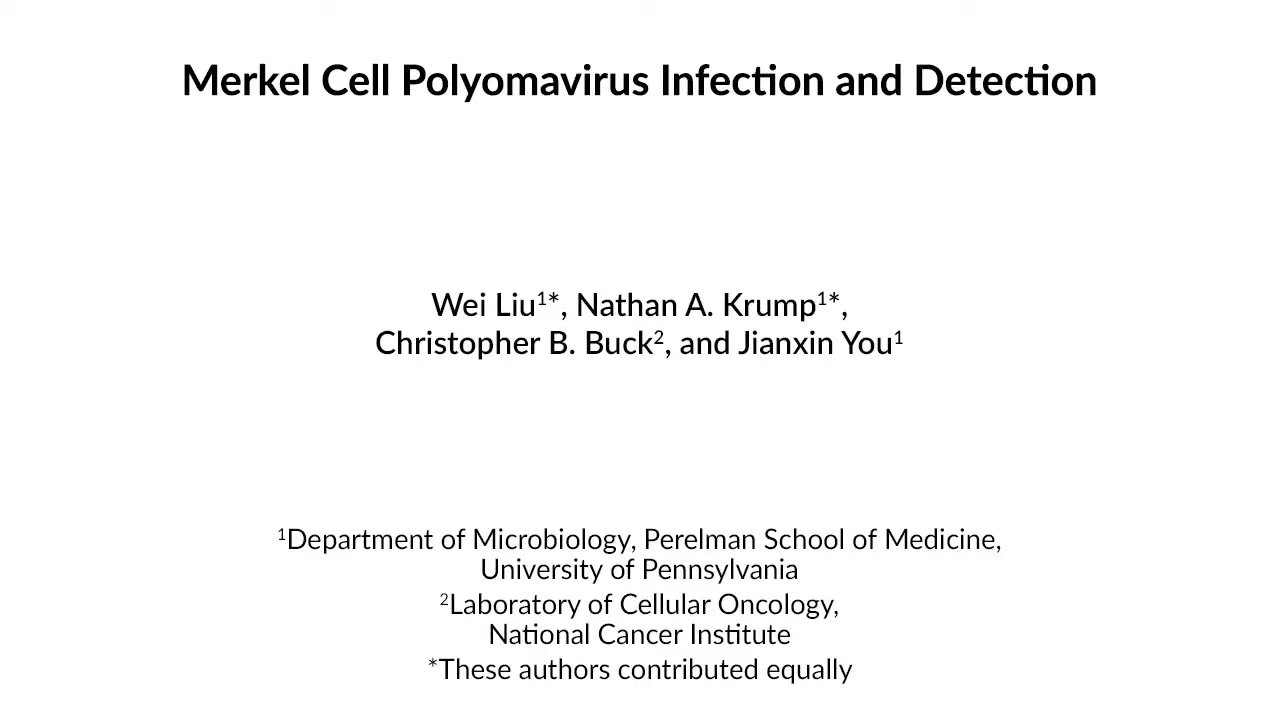 Merkel Cell Polyomavirus Infection and Detection
Wei Liu¹*, Nathan A. Krump¹*,
Christopher B. Buck², and Jianxin You¹
¹Department of Microbiology, Perelman School of Medicine,
University of Pennsylvania
²Laboratory of Cellular Oncology,
National Cancer Institute
*These authors contributed equally